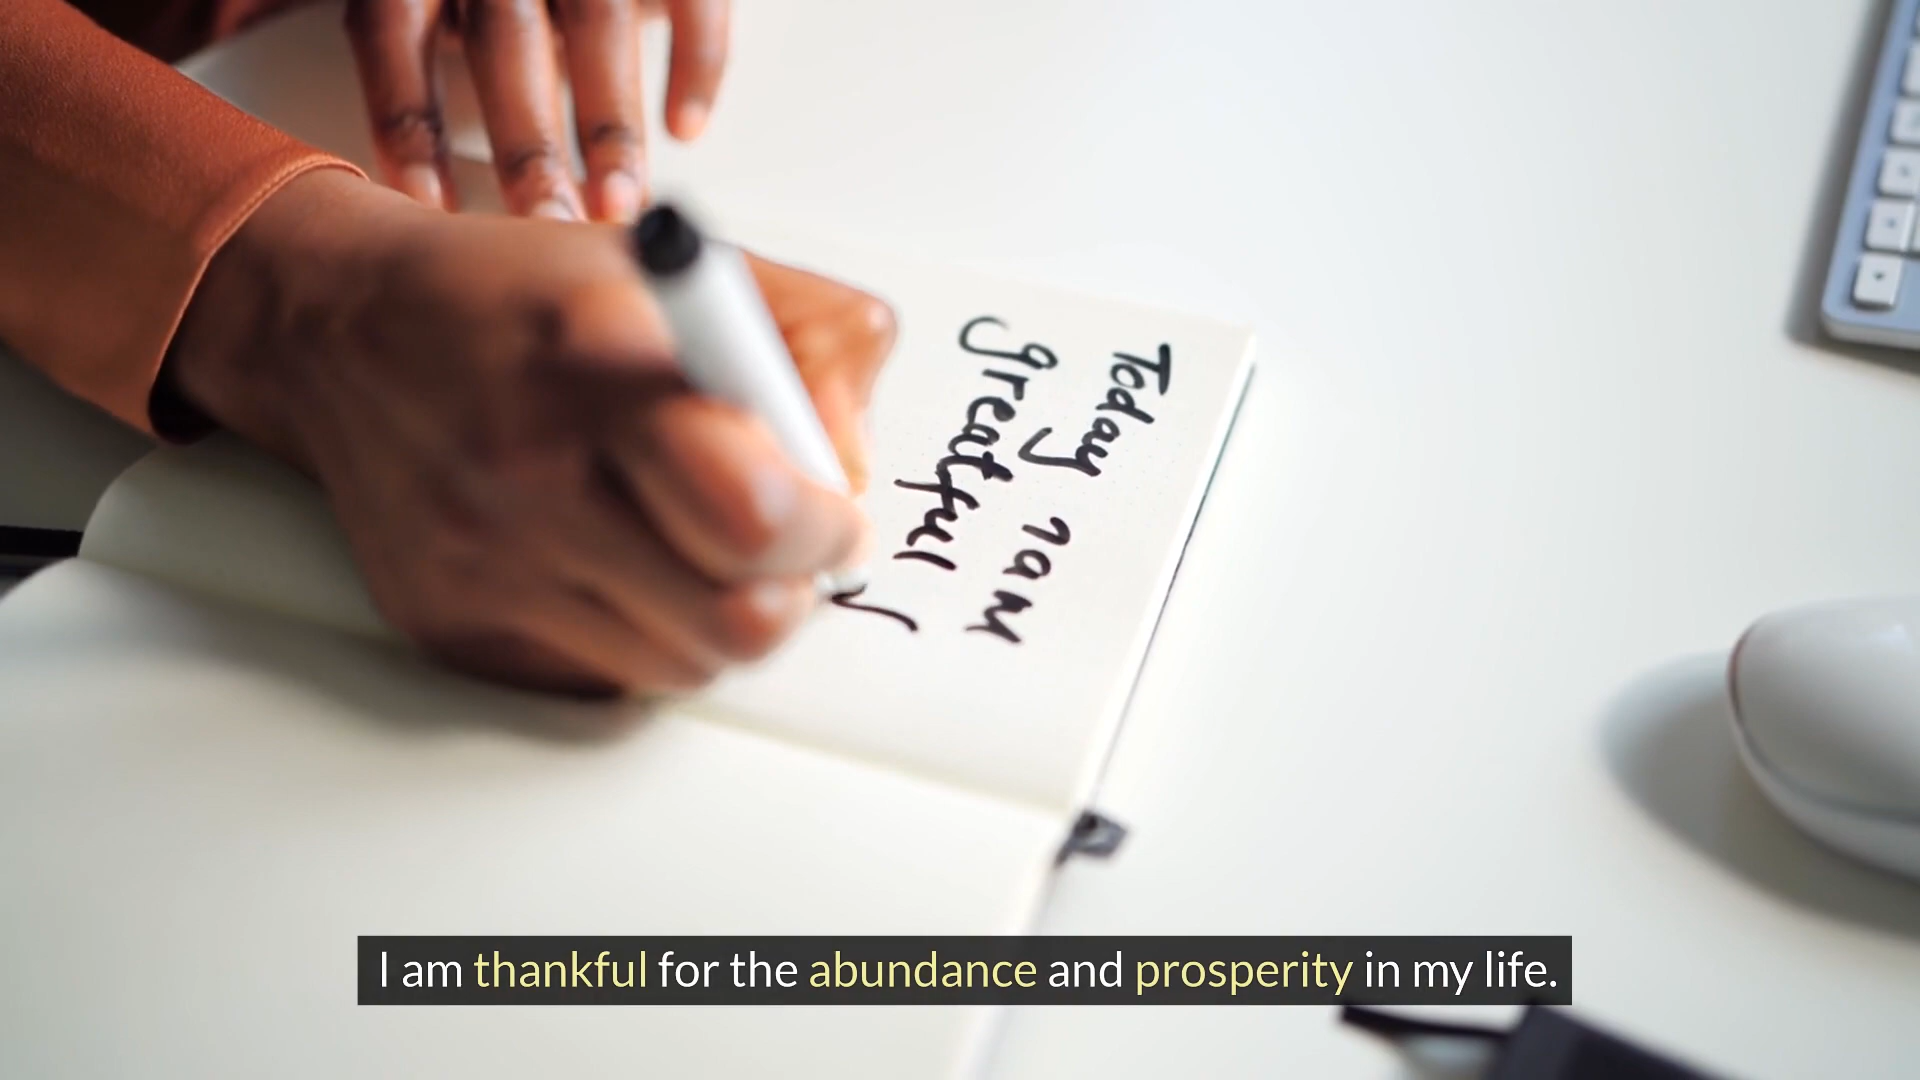 Today I am
greatful
I am thankful for the abundance and prosperity in my life.